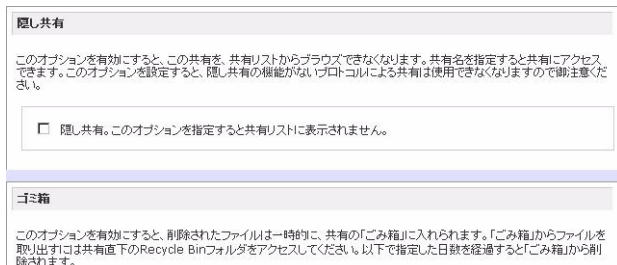 隠し共有
このオプションを有効にすると、この共有を、共有リストからブラウズできなくなります。共有名を指定すると共有にアクセス
できます。このオプションを設定すると、隠し共有の機能がないプロトコルによる共有は使用できなくなりますので御注意くだ
さい。
隠し共有。このオプションを指定すると共有リストに表示されません。
ゴミ箱
このオプションを有効にすると、削除されたファイルは一時的に、共有の「ごみ箱」に入れられます。「ごみ箱」からファイルを
取り出すには共有直下のRecycle Binフォルダをアクセスしてください。以下で指定した日数を経過すると「ごみ箱」から削
除されます。